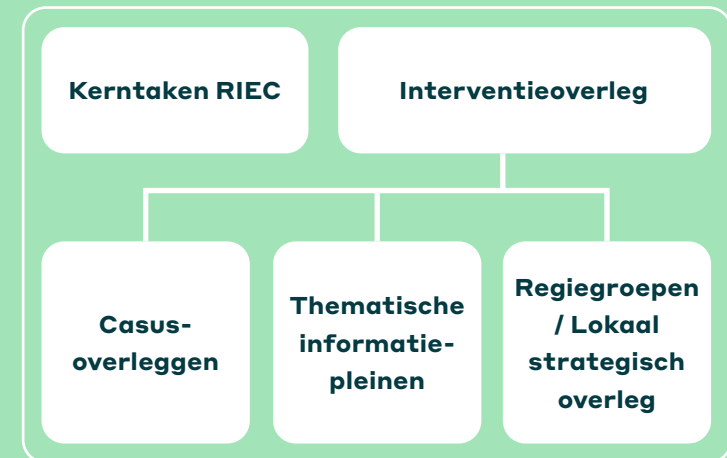 Kerntaken RIEC
Interventieoverleg
Casus-
overleggen
Thematische
informatie-
pleinen
Regiegroepen
/ Lokaal
strategisch
overleg